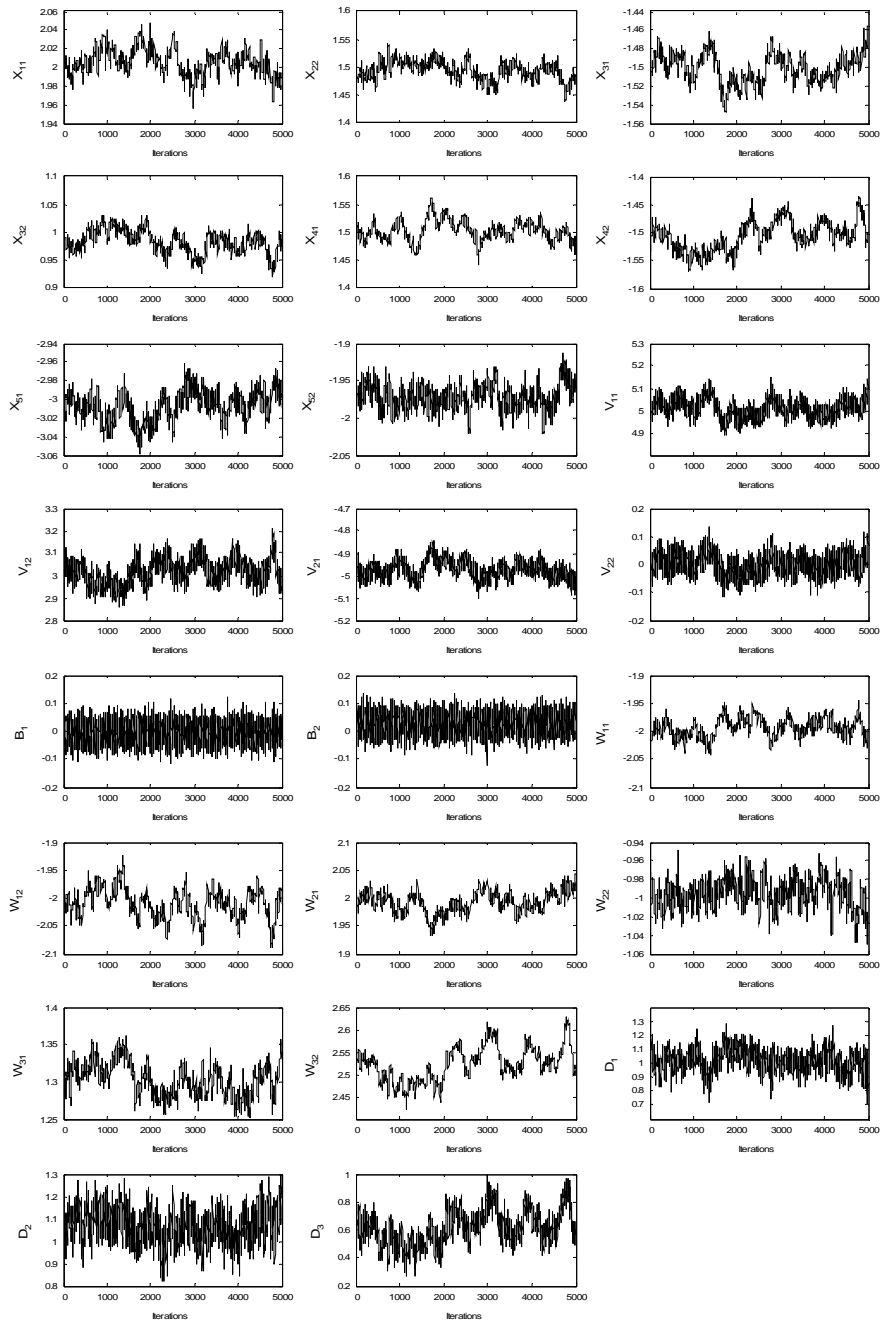 2.06
2.04
2.02
2
1.98
1.96
1.94
X11
0 1000 2000 3000 4000 5000
Iterations
1.6
1.55
1.5
1.45
1.4
X22
0 1000 2000 3000 4000 5000
Iterations
-1.44
-1.46
-1.48
-1.5
-1.52
-1.54
-1.56
X31
0 1000 2000 3000 4000 5000
Iterations
1.1
1.05
1
0.95
0.9
X32
0 1000 2000 3000 4000 5000
Iterations
1.6
1.55
1.5
1.45
1.4
X41
0 1000 2000 3000 4000 5000
Iterations
-1.4
-1.45
-1.5
-1.55
-1.6
X42
0 1000 2000 3000 4000 5000
Iterations
-2.94
-2.96
-2.98
-3
-3.02
-3.04
-3.06
X51
0 1000 2000 3000 4000 5000
Iterations
-1.9
-1.95
-2
-2.05
X52
0 1000 2000 3000 4000 5000
Iterations
5.3
5.2
5.1
5
4.9
4.8
V11
0 1000 2000 3000 4000 5000
Iterations
3.3
3.2
3.1
3
2.9
2.8
V12
0 1000 2000 3000 4000 5000
Iterations
-4.7
-4.8
-4.9
-5
-5.1
-5.2
V21
0 1000 2000 3000 4000 5000
Iterations
0.2
0.1
0
-0.1
-0.2
V22
0 1000 2000 3000 4000 5000
Iterations
0.2
0.1
0
-0.1
-0.2
B1
0 1000 2000 3000 4000 5000
Iterations
0.2
0.1
0
-0.1
-0.2
B2
0 1000 2000 3000 4000 5000
Iterations
-1.9
-1.95
-2
-2.05
-2.1
W11
0 1000 2000 3000 4000 5000
Iterations
-1.9
-1.95
-2
-2.05
-2.1
W12
0 1000 2000 3000 4000 5000
Iterations
2.1
2.05
2
1.95
1.9
W21
0 1000 2000 3000 4000 5000
Iterations
-0.94
-0.96
-0.98
-1
-1.02
-1.04
-1.06
W22
0 1000 2000 3000 4000 5000
Iterations
1.4
1.35
1.3
1.25
W31
0 1000 2000 3000 4000 5000
Iterations
2.65
2.6
2.55
2.5
2.45
W32
0 1000 2000 3000 4000 5000
Iterations
1.3
1.2
1.1
1
0.9
0.8
0.7
D1
0 1000 2000 3000 4000 5000
Iterations
1.3
1.2
1.1
1
0.9
0.8
D2
0 1000 2000 3000 4000 5000
Iterations
1
0.8
0.6
0.4
0.2
D3
0 1000 2000 3000 4000 5000
Iterations